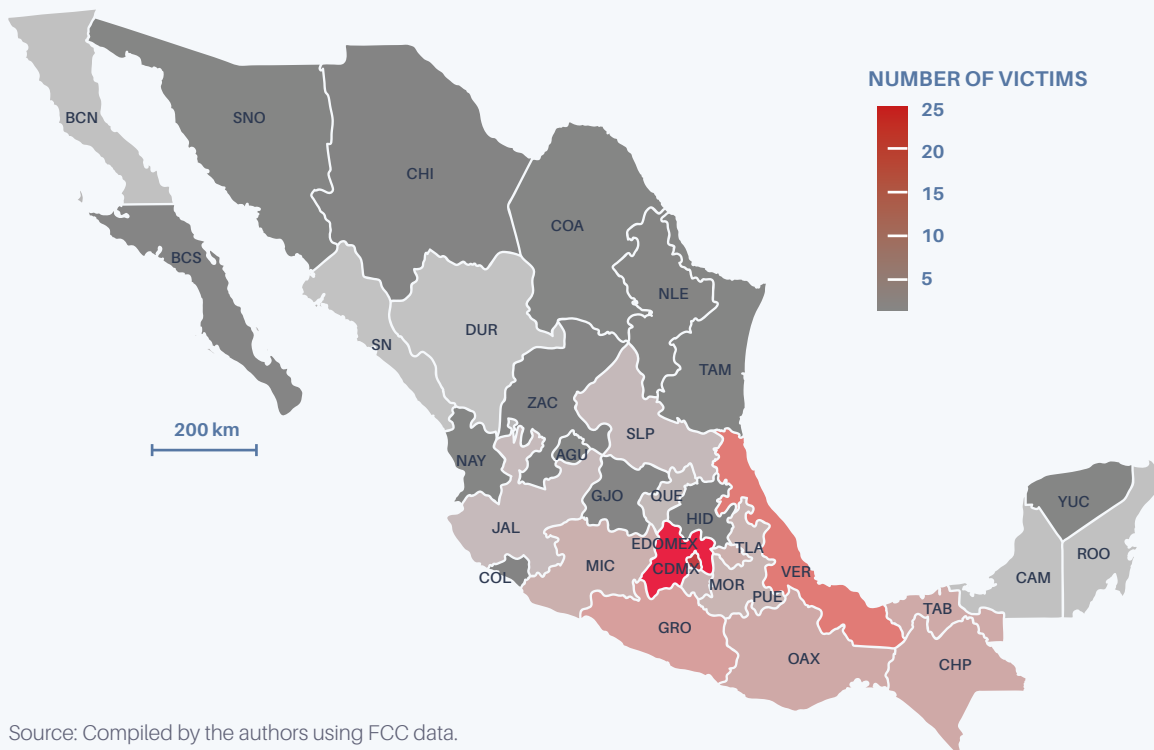 NUMBER OF VICTIMS
25
20
15
10
5
BCN
SNO
CHI
COA
BCS
NLE
DUR
SN
TAM
ZAC
200 km
SLP
NAY
AGU
GJO
QUE
YUC
HID
JAL
EDOMEX
TLA
ROO
MIC
CDMX
VER
COL
MOR
CAM
PUE
TAB
GRO
OAX
CHP
Source: Compiled by the authors using FCC data.